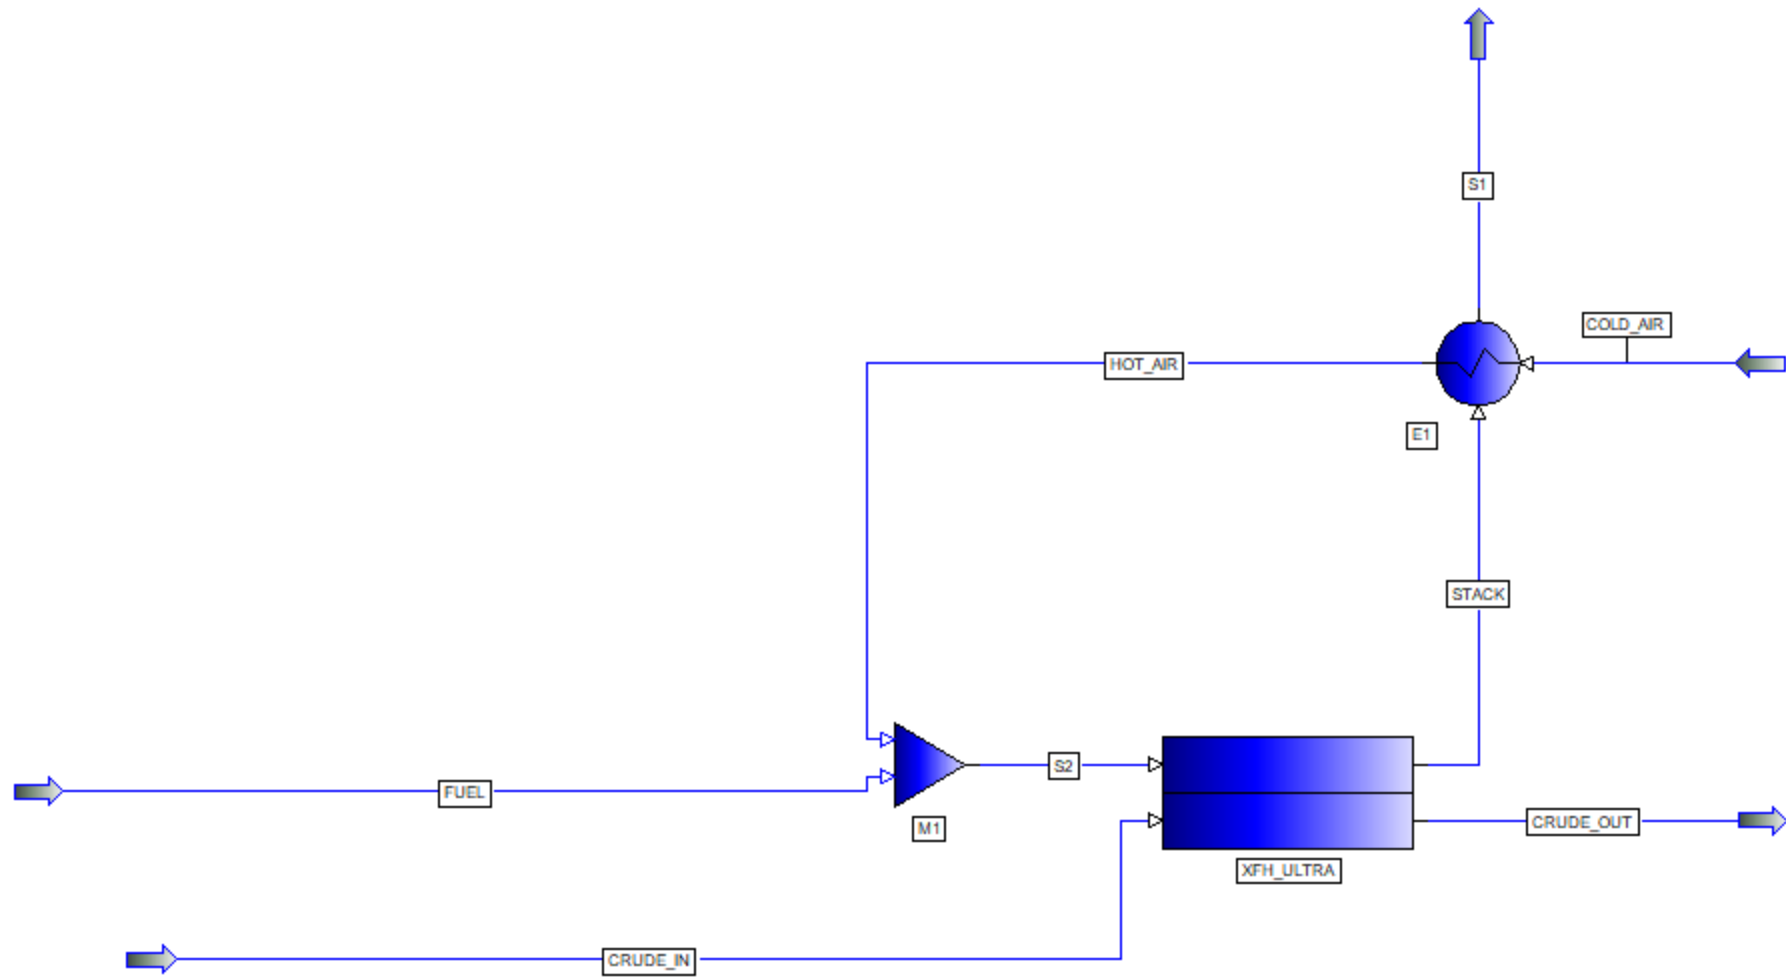 S1
COLD_AIR
HOT_AIR
E1
STACK
S2
FUEL
M1
CRUDE_OUT
XFH_ULTRA
CRUDE_IN